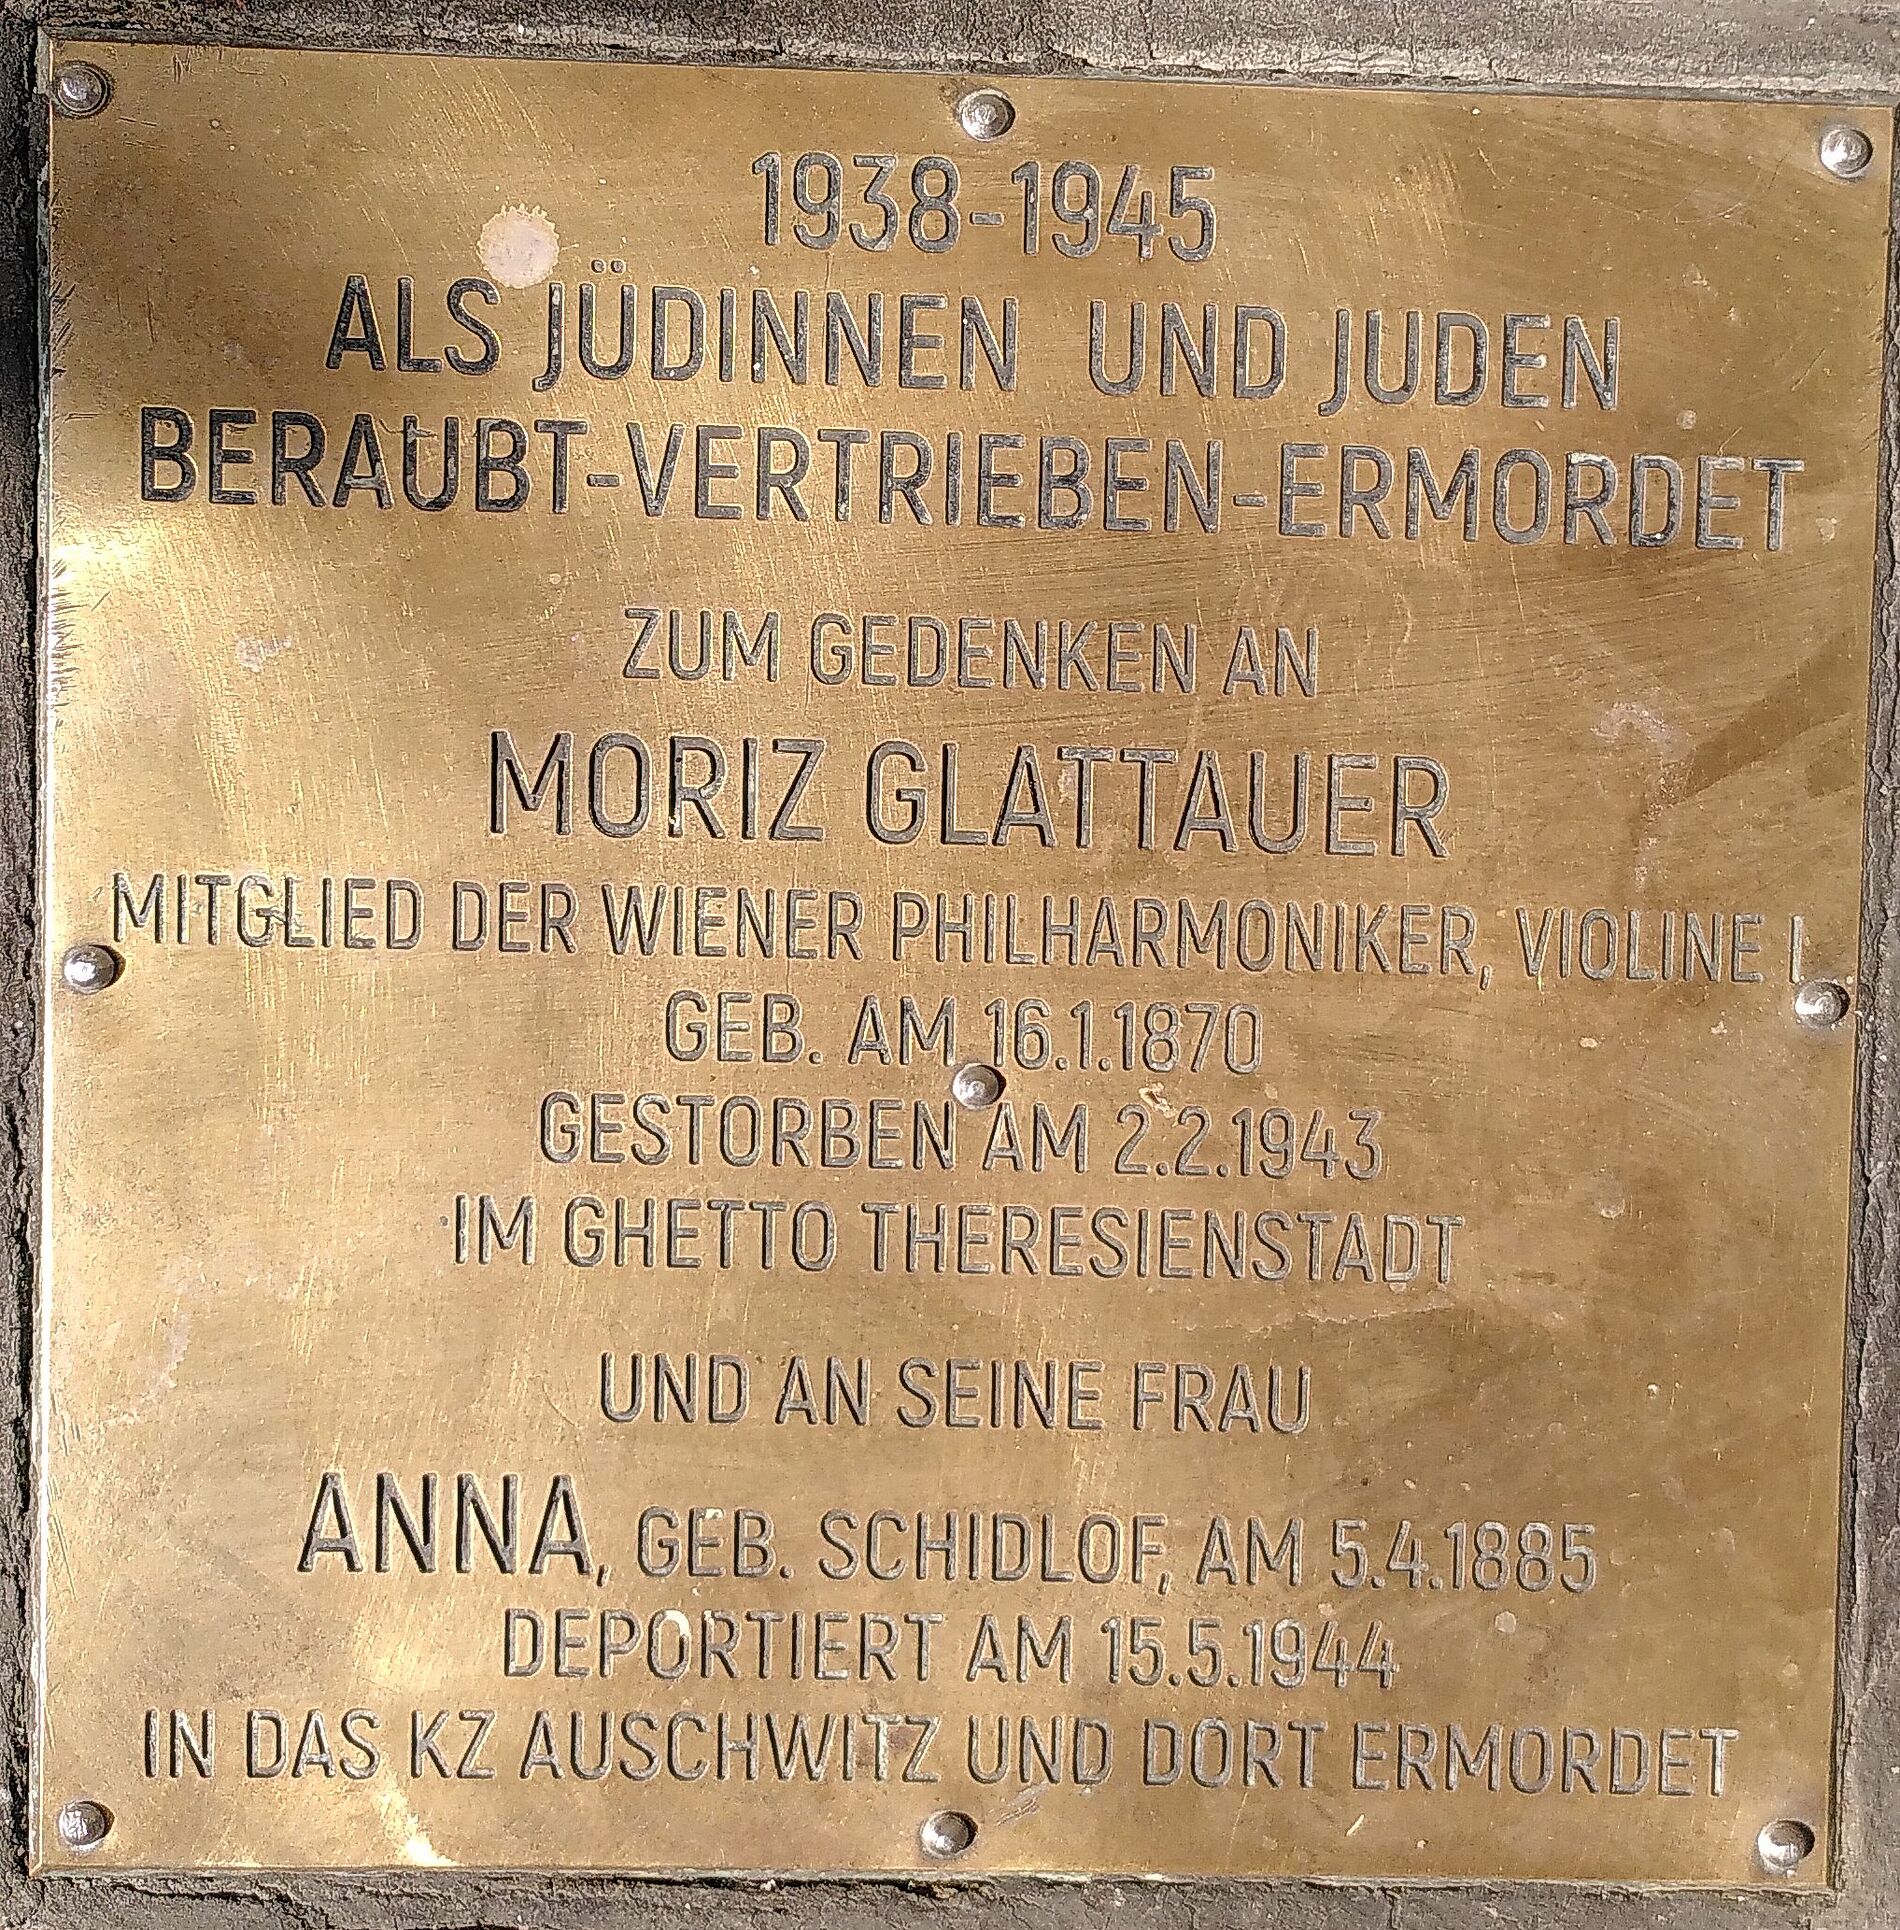 1938-1945
ALS JÜDINNEN UND JUDEN
BERAUBT-VERTRIEBEN-ERMORDET
ZUM GEDENKEN AN
MORIZ GLATTAUER
MITGLIED DER WIENER PHILHARMONIKER, VIOLINE I.
GEB. AM 16.1.1870
GESTORBEN AM 2.2.1943
IM GHETTO THERESIENSTADT
UND AN SEINE FRAU
ANNA, GEB. SCHIDLOF, AM 5.4.1885
DEPORTIERT AM 15.5.1944
IN DAS KZ AUSCHWITZ UND DORT ERMORDET